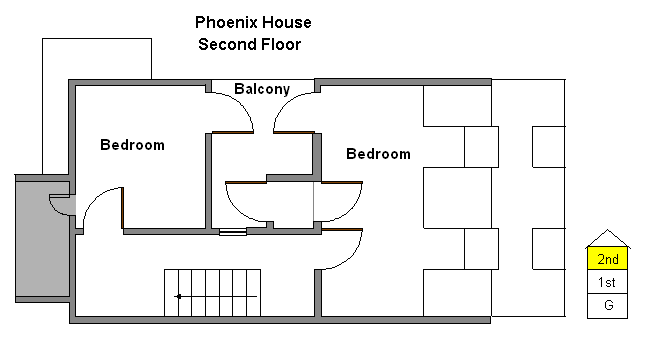 Phoenix House
Second Floor
Balcony
Bedroom
Bedroom
2nd
1st
G